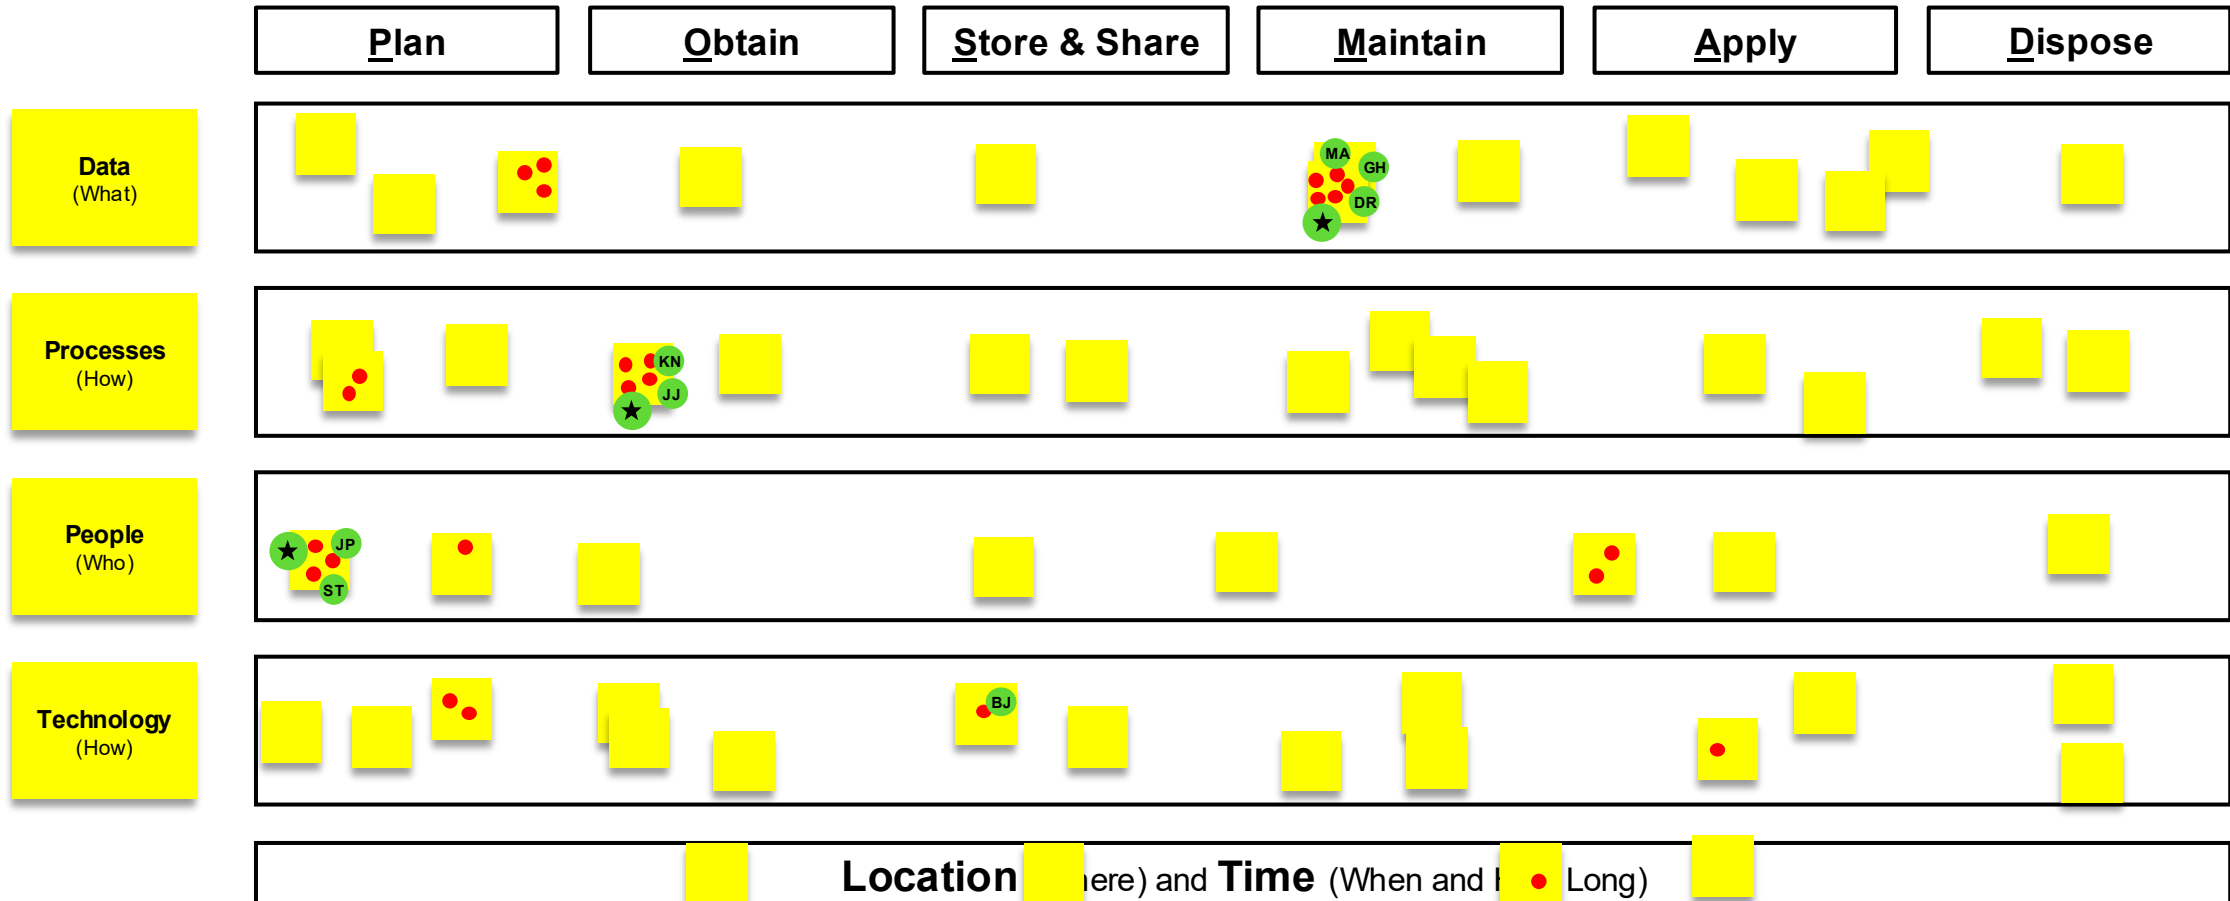 Plan
Obtain
Store & Share
Maintain
Apply
Dispose
Data
(What)
MA
GH
DR
Processes
(How)
KN
JJ
People
(Who)
JP
ST
Technology
(How)
BJ
Location ere) and Time (When and Long)